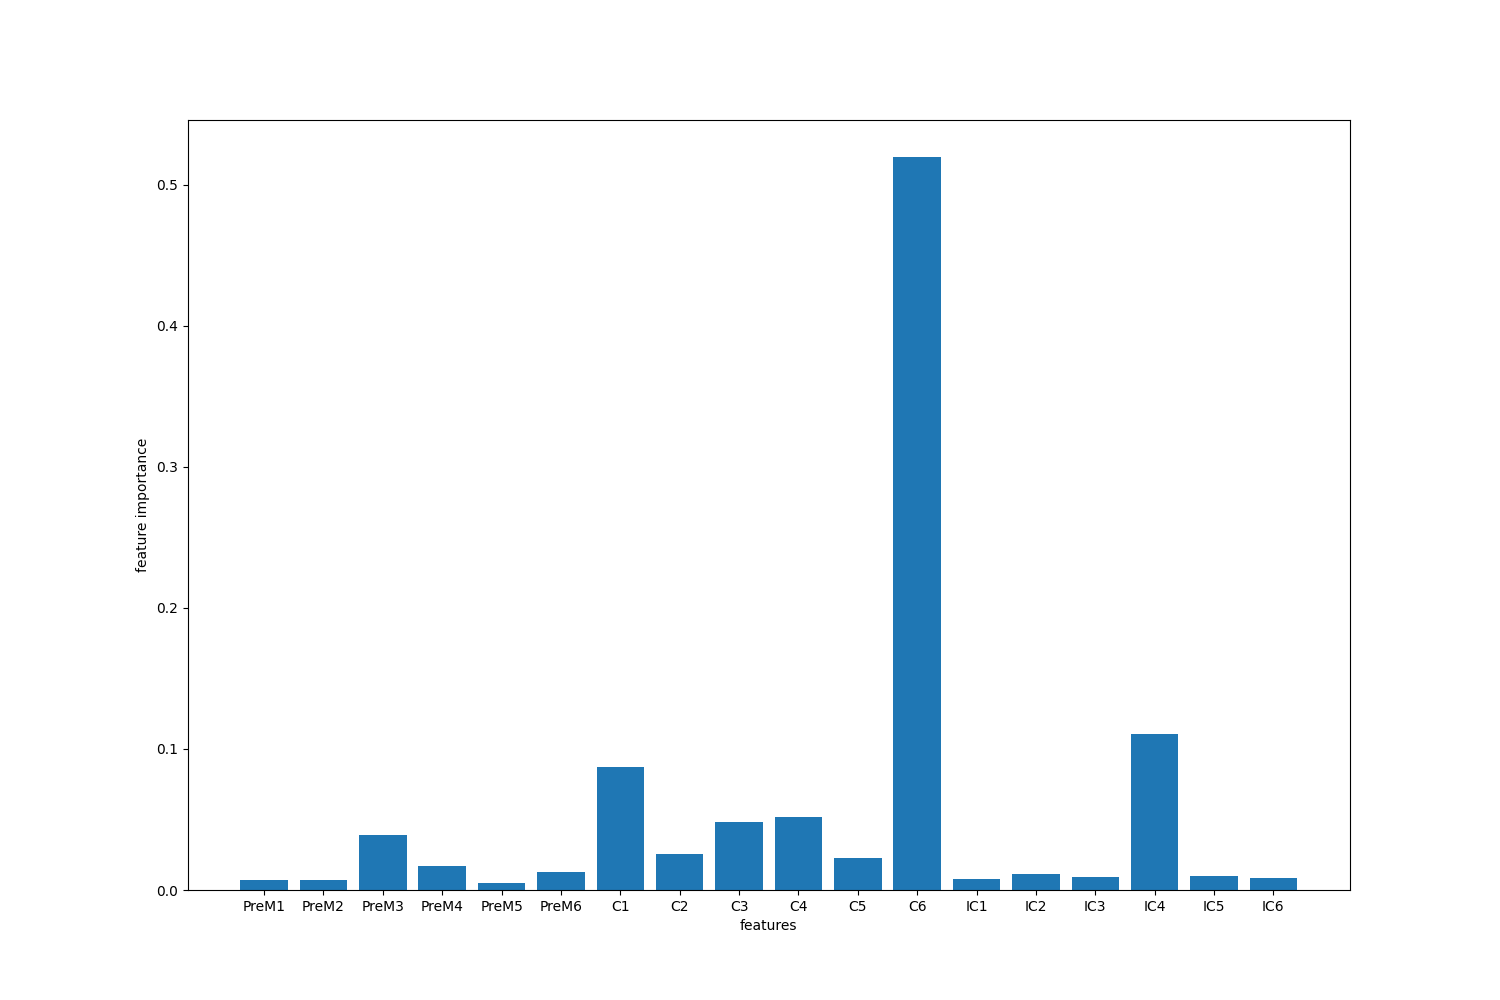 feature importance
0.5
0.4
0.3
0.2
0.1
0.0
PreM1 PreM2 PreM3 PreM4 PreM5 PreM6 C1 C2 C3 C4 C5 C6 IC1 IC2 IC3 IC4 IC5 IC6
features